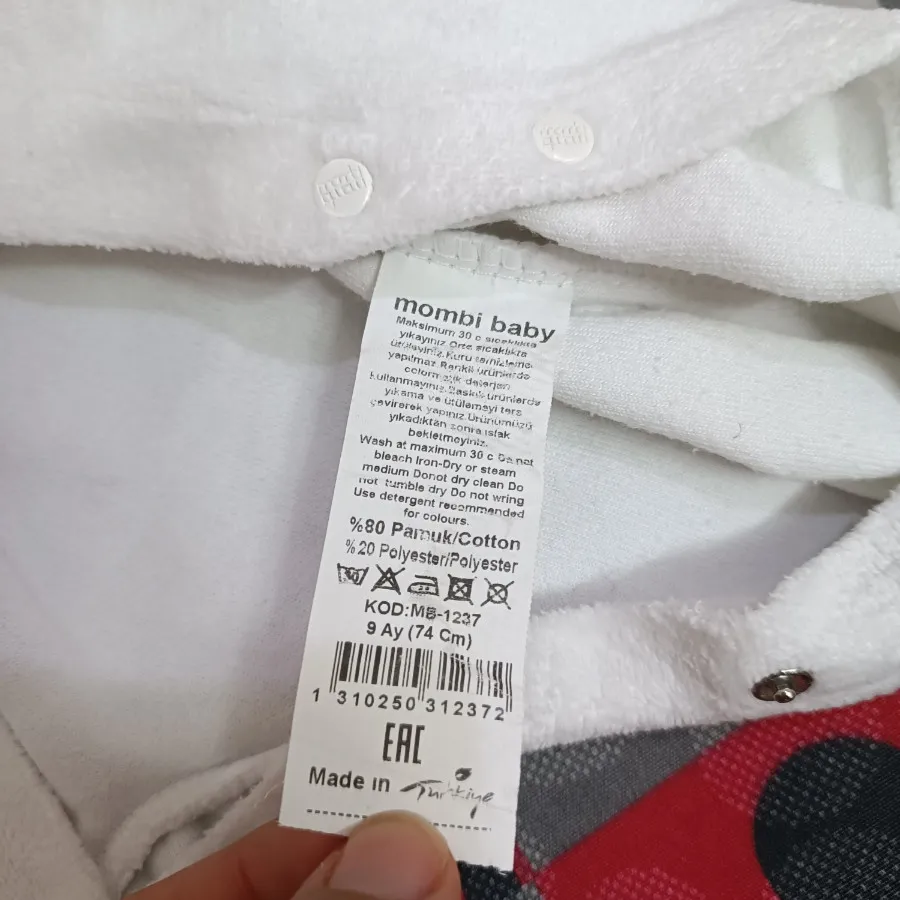 mombi baby
Maksimum 30 c sıcaklıkta
yıkayınız. Orta sıcaklıkta
ütüleyiniz. Kuru temizleme
yapılmaz. Renkli ürünlerde
colormatik deterjan
kullanmayınız. Baskılı ürünlerde
yıkama ve ütülemeyi ters
çevirerek yapınız. Ürünümüzü
yıkadıktan sonra ıslak
bekletmeyiniz.
Wash at maximum 30 c Do not
bleach Iron-Dry or steam
medium Donot dry clean Do
not tumble dry Do not wring
Use detergent recommended
for colours.
%80 Pamuk/Cotton
%20 Polyester/Polyester
30
KOD:MB-1237
9 Ay (74 Cm)
1 310250 312372
EAC
Made in Türkiye